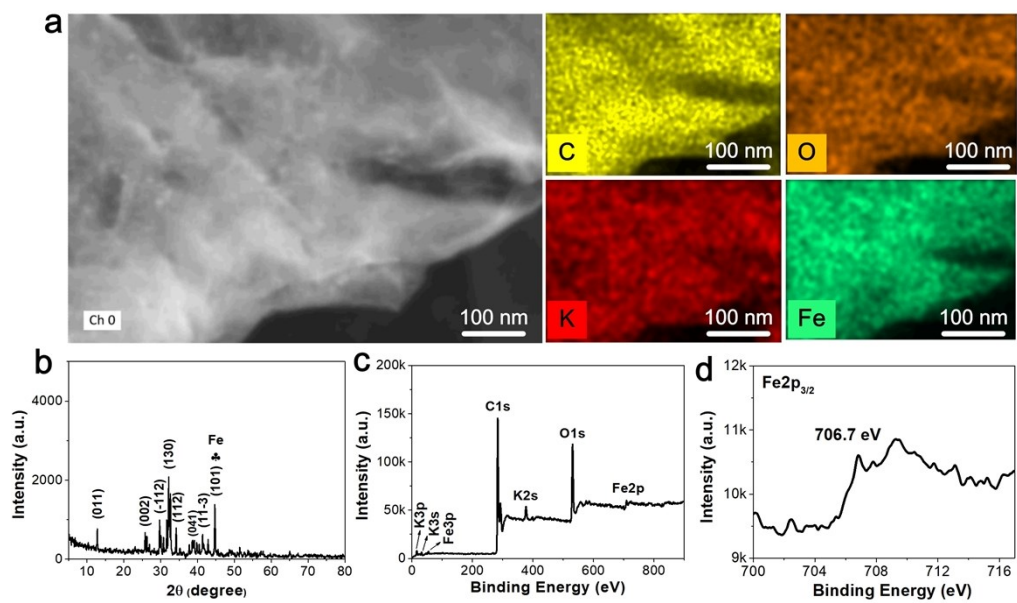 a
Ch 0
100 nm
C
100 nm
O
100 nm
K
100 nm
Fe
100 nm
b
Intensity (a.u.)
4000
2000
0
(011)
(002)
(-112)
(130)
(112)
(041)
(11-3)
(101)
Fe
♣
10 20 30 40 50 60 70 80
2θ (degree)
c
Intensity (a.u.)
200k
150k
100k
50k
0
K3p
K3s
Fe3p
C1s
K2s
O1s
Fe2p
0 200 400 600 800
Binding Energy (eV)
d
Intensity (a.u.)
12k
11k
10k
9k
Fe2p3/2
706.7 eV
700 704 708 712 716
Binding Energy (eV)